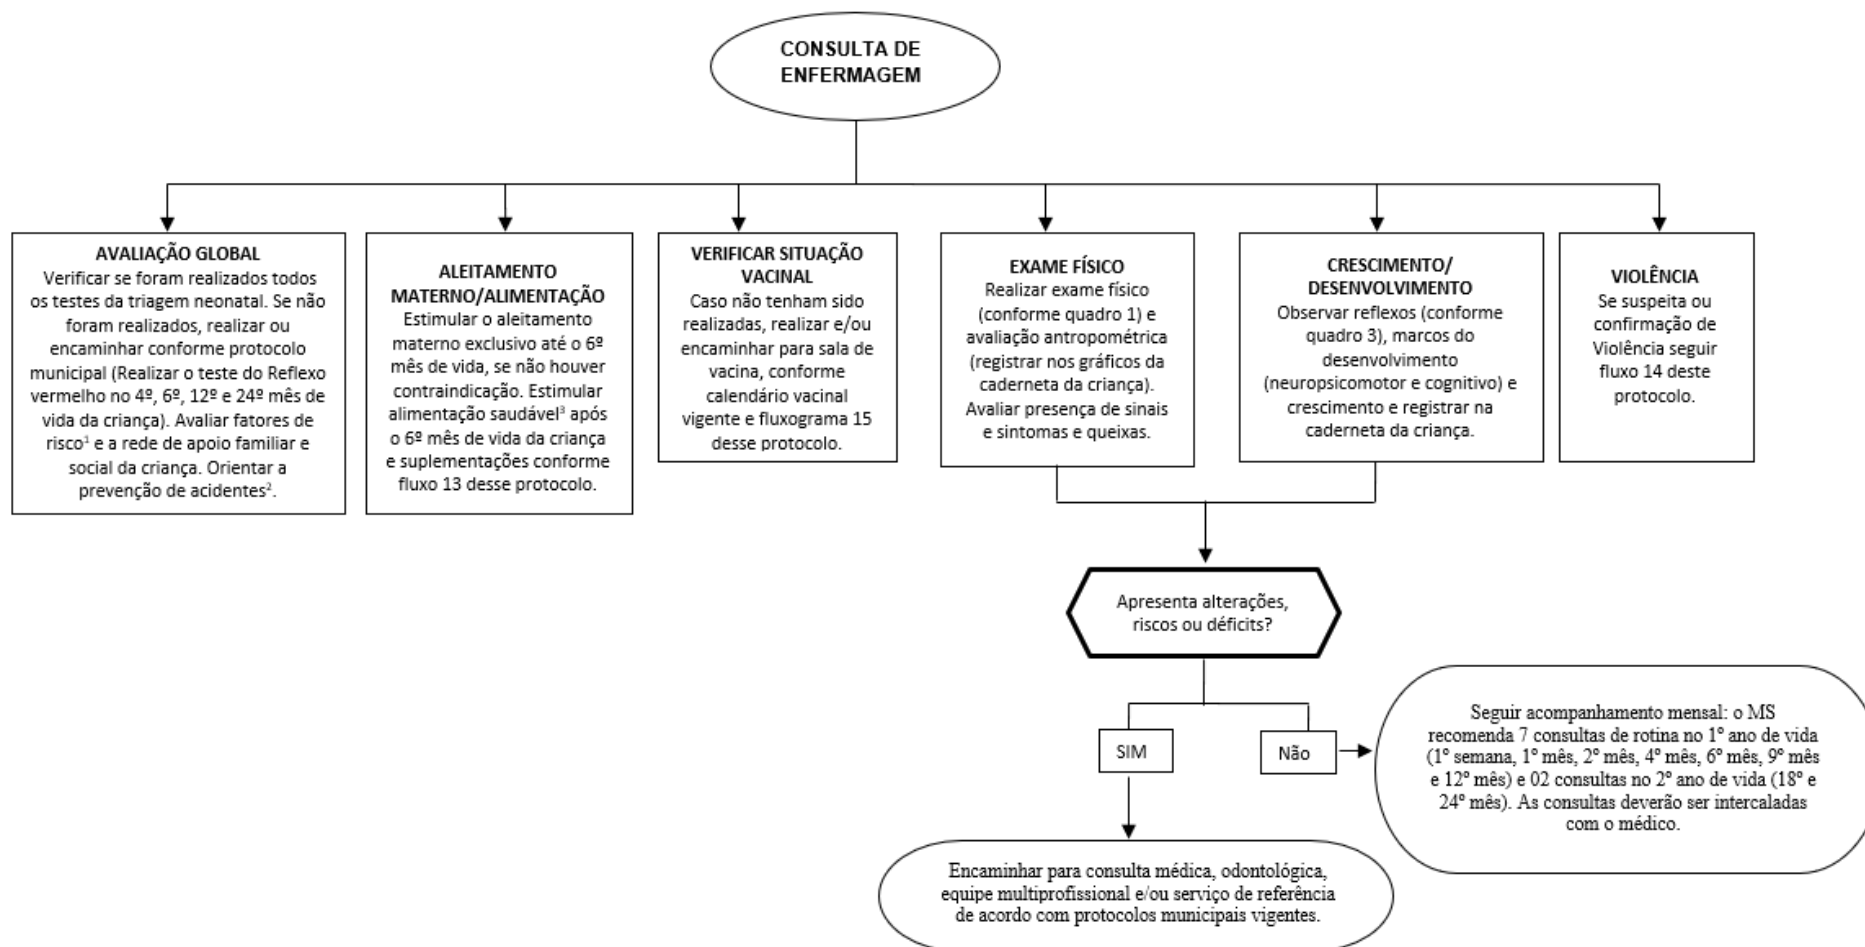 CONSULTA DE
ENFERMAGEM
AVALIAÇÃO GLOBAL
Verificar se foram realizados todos
os testes da triagem neonatal. Se não
foram realizados, realizar ou
encaminhar conforme protocolo
municipal (Realizar o teste do Reflexo
vermelho no 4º, 6º, 12º e 24º mês de
vida da criança). Avaliar fatores de
risco¹ e a rede de apoio familiar e
social da criança. Orientar a
prevenção de acidentes².
ALEITAMENTO
MATERNO/ALIMENTAÇÃO
Estimular o aleitamento
materno exclusivo até o 6º
mês de vida, se não houver
contraindicação. Estimular
alimentação saudável³ após
o 6º mês de vida da criança
e suplementações conforme
fluxo 13 desse protocolo.
VERIFICAR SITUAÇÃO
VACINAL
Caso não tenham sido
realizadas, realizar e/ou
encaminhar para sala de
vacina, conforme
calendário vacinal
vigente e fluxograma 15
desse protocolo.
EXAME FÍSICO
Realizar exame físico
(conforme quadro 1) e
avaliação antropométrica
(registrar nos gráficos da
caderneta da criança).
Avaliar presença de sinais
e sintomas e queixas.
CRESCIMENTO/
DESENVOLVIMENTO
Observar reflexos (conforme
quadro 3), marcos do
desenvolvimento
(neuropsicomotor e cognitivo) e
crescimento e registrar na
caderneta da criança.
VIOLÊNCIA
Se suspeita ou
confirmação de
Violência seguir
fluxo 14 deste
protocolo.
Apresenta alterações,
riscos ou déficits?
SIM
Não
Seguir acompanhamento mensal: o MS
recomenda 7 consultas de rotina no 1º ano de vida
(1º semana, 1º mês, 2º mês, 4º mês, 6º mês, 9º mês
e 12º mês) e 02 consultas no 2º ano de vida (18º e
24º mês). As consultas deverão ser intercaladas
com o médico.
Encaminhar para consulta médica, odontológica,
equipe multiprofissional e/ou serviço de referência
de acordo com protocolos municipais vigentes.